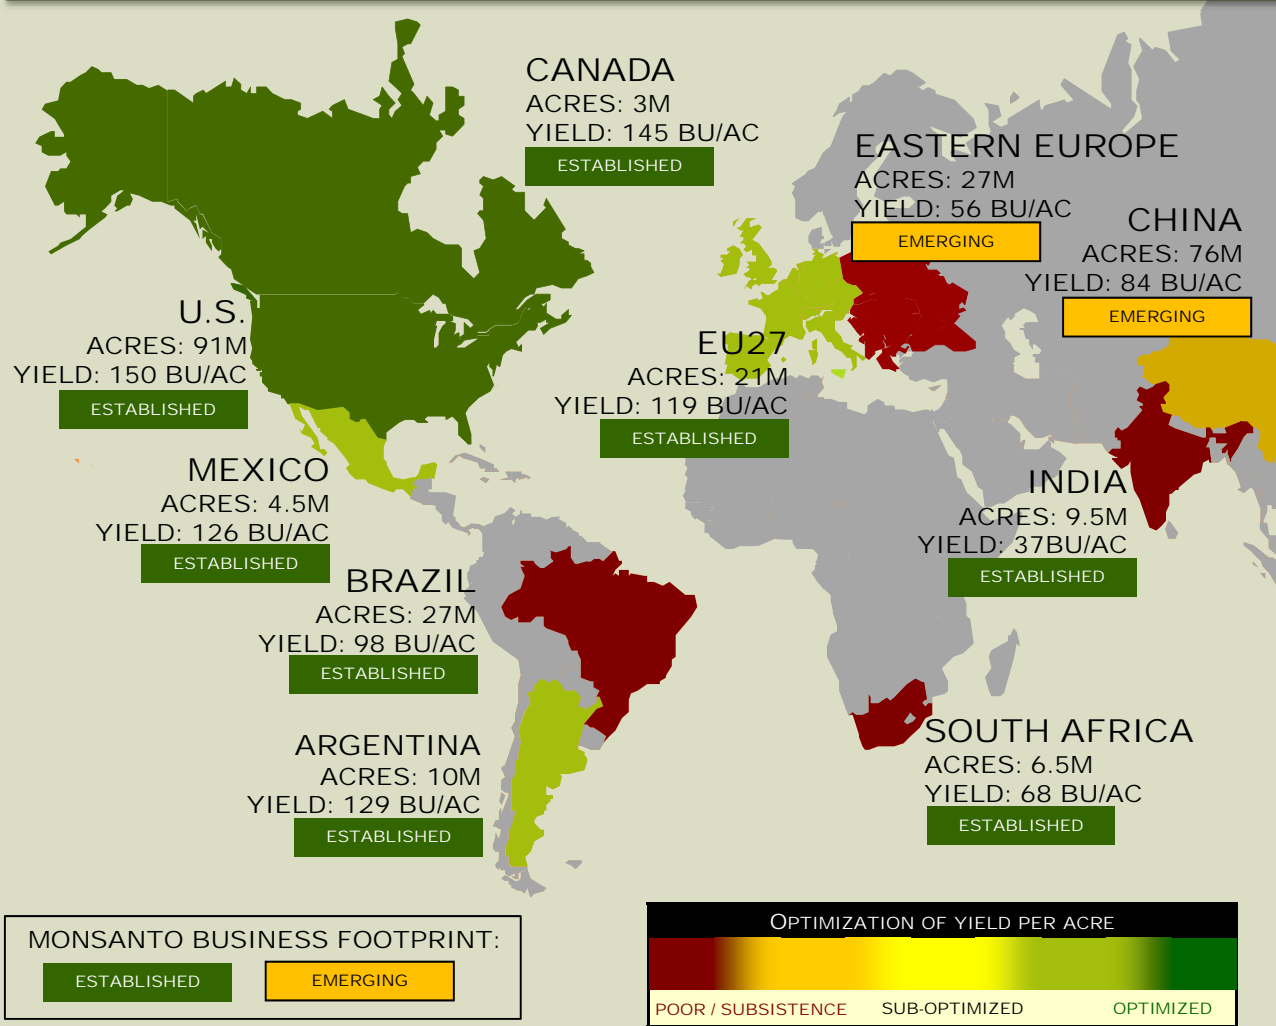 CANADA
ACRES: 3M
YIELD: 145 BU/AC
ESTABLISHED
EASTERN EUROPE
ACRES: 27M
YIELD: 56 BU/AC
EMERGING
CHINA
ACRES: 76M
YIELD: 84 BU/AC
EMERGING
U.S.
ACRES: 91M
YIELD: 150 BU/AC
ESTABLISHED
EU27
ACRES: 21M
YIELD: 119 BU/AC
ESTABLISHED
MEXICO
ACRES: 4.5M
YIELD: 126 BU/AC
ESTABLISHED
INDIA
ACRES: 9.5M
YIELD: 37BU/AC
ESTABLISHED
BRAZIL
ACRES: 27M
YIELD: 98 BU/AC
ESTABLISHED
ARGENTINA
ACRES: 10M
YIELD: 129 BU/AC
ESTABLISHED
SOUTH AFRICA
ACRES: 6.5M
YIELD: 68 BU/AC
ESTABLISHED
MONSANTO BUSINESS FOOTPRINT:
ESTABLISHED EMERGING
OPTIMIZATION OF YIELD PER ACRE
POOR / SUBSISTENCE SUB-OPTIMIZED OPTIMIZED